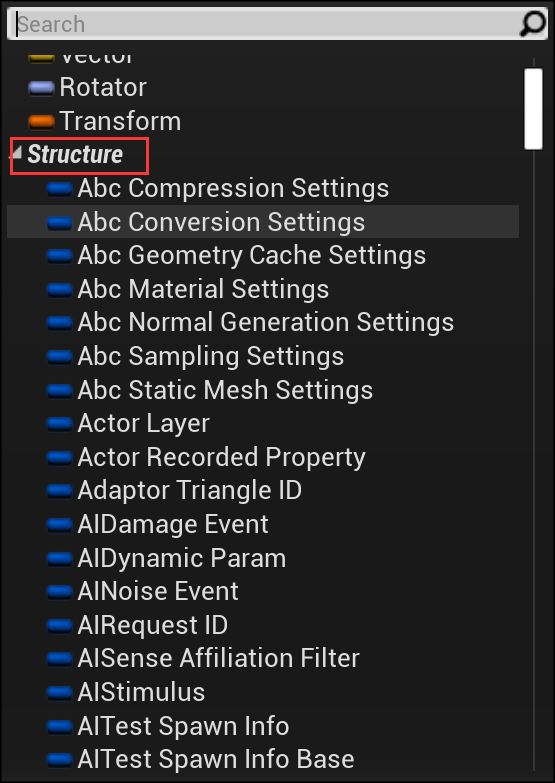 Search
Vector
Rotator
Transform
Structure
Abc Compression Settings
Abc Conversion Settings
Abc Geometry Cache Settings
Abc Material Settings
Abc Normal Generation Settings
Abc Sampling Settings
Abc Static Mesh Settings
Actor Layer
Actor Recorded Property
Adaptor Triangle ID
AIDamage Event
AIDynamic Param
AINoise Event
AIRequest ID
AISense Affiliation Filter
AIStimulus
AITest Spawn Info
AITest Spawn Info Base